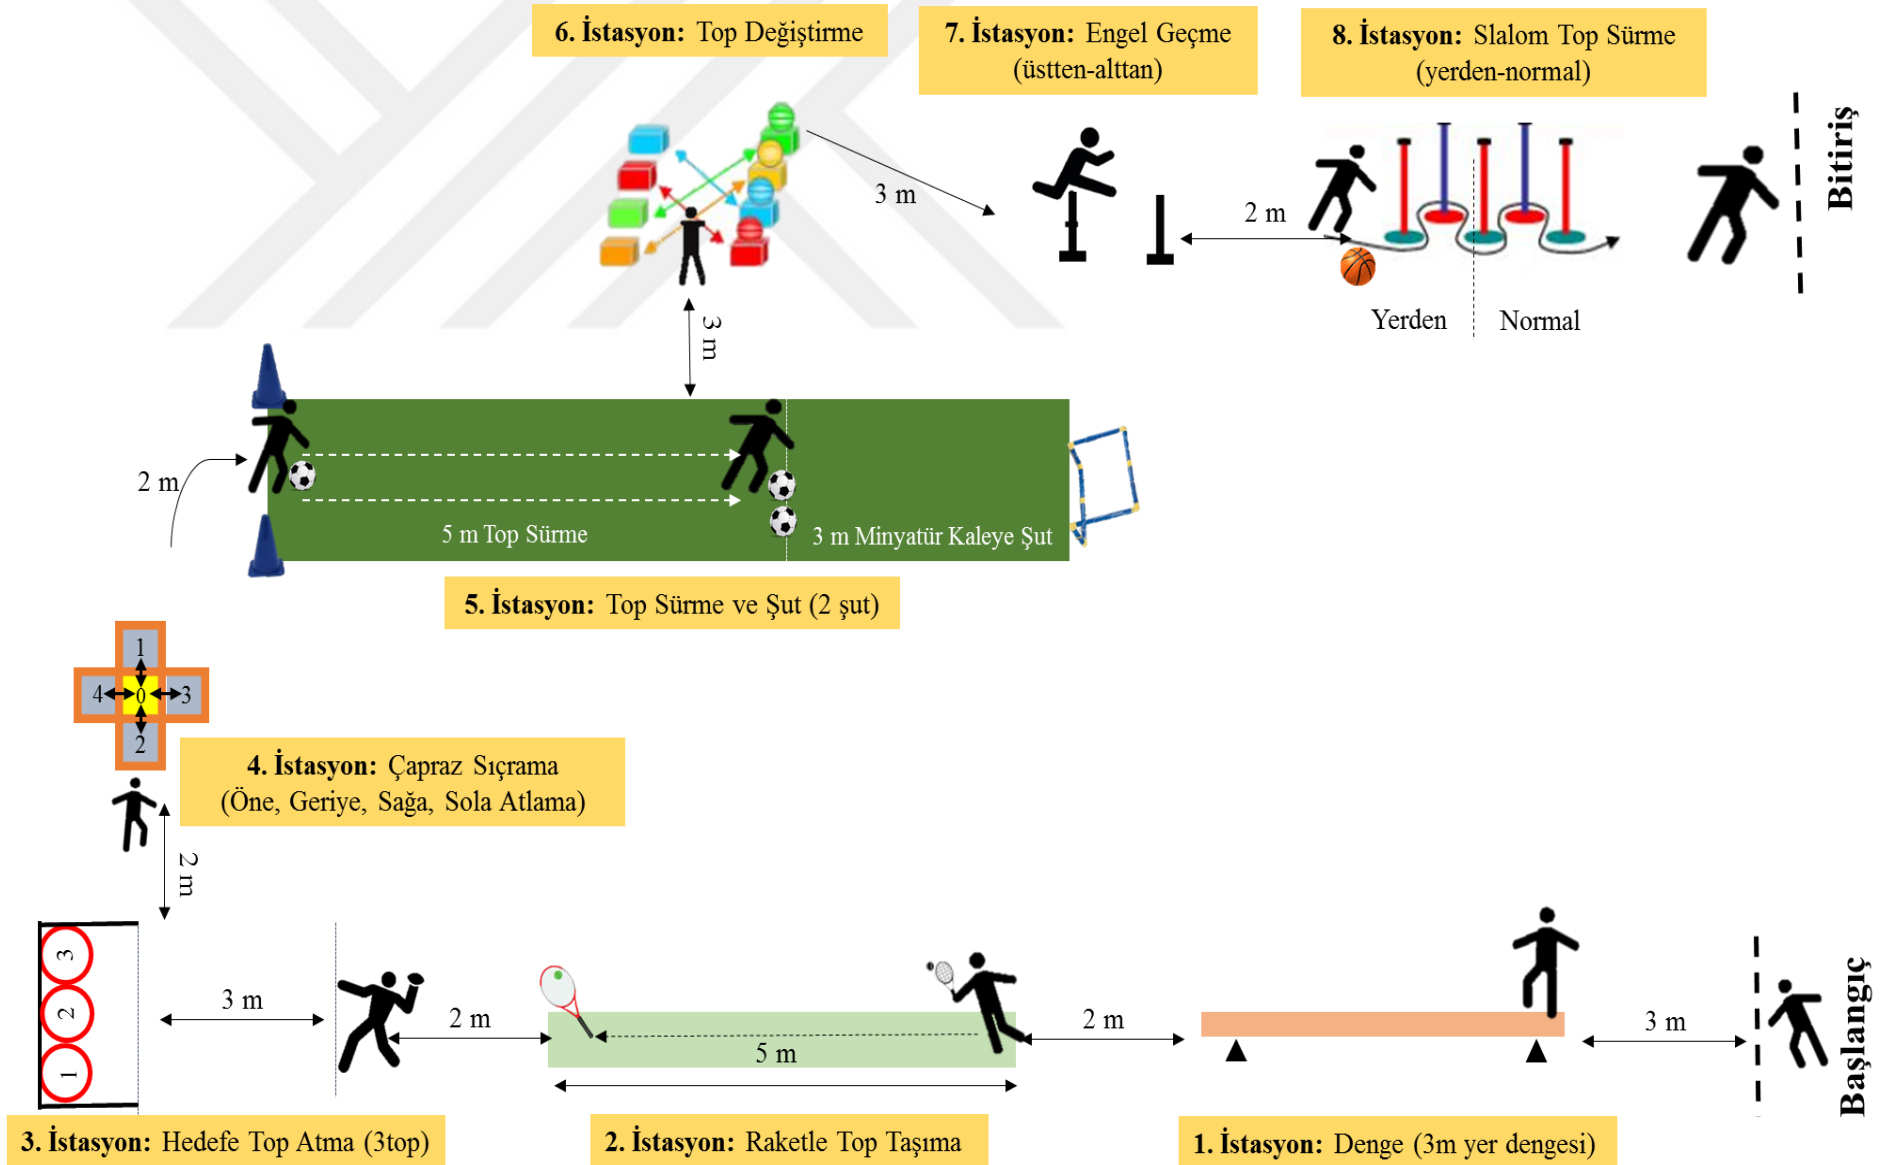 6. İstasyon: Top Değiştirme
7. İstasyon: Engel Geçme
(üstten-alttan)
8. İstasyon: Slalom Top Sürme
(yerden-normal)
Bitiriş
3 m
2 m
Yerden
Normal
3 m
2 m
5 m Top Sürme
3 m Minyatür Kaleye Şut
5. İstasyon: Top Sürme ve Şut (2 şut)
1
4
0
3
2
4. İstasyon: Çapraz Sıçrama
(Öne, Geriye, Sağa, Sola Atlama)
2 m
3
2
1
3 m
2 m
5 m
2 m
3 m
Başlangıç
3. İstasyon: Hedefe Top Atma (3top)
2. İstasyon: Raketle Top Taşıma
1. İstasyon: Denge (3m yer dengesi)